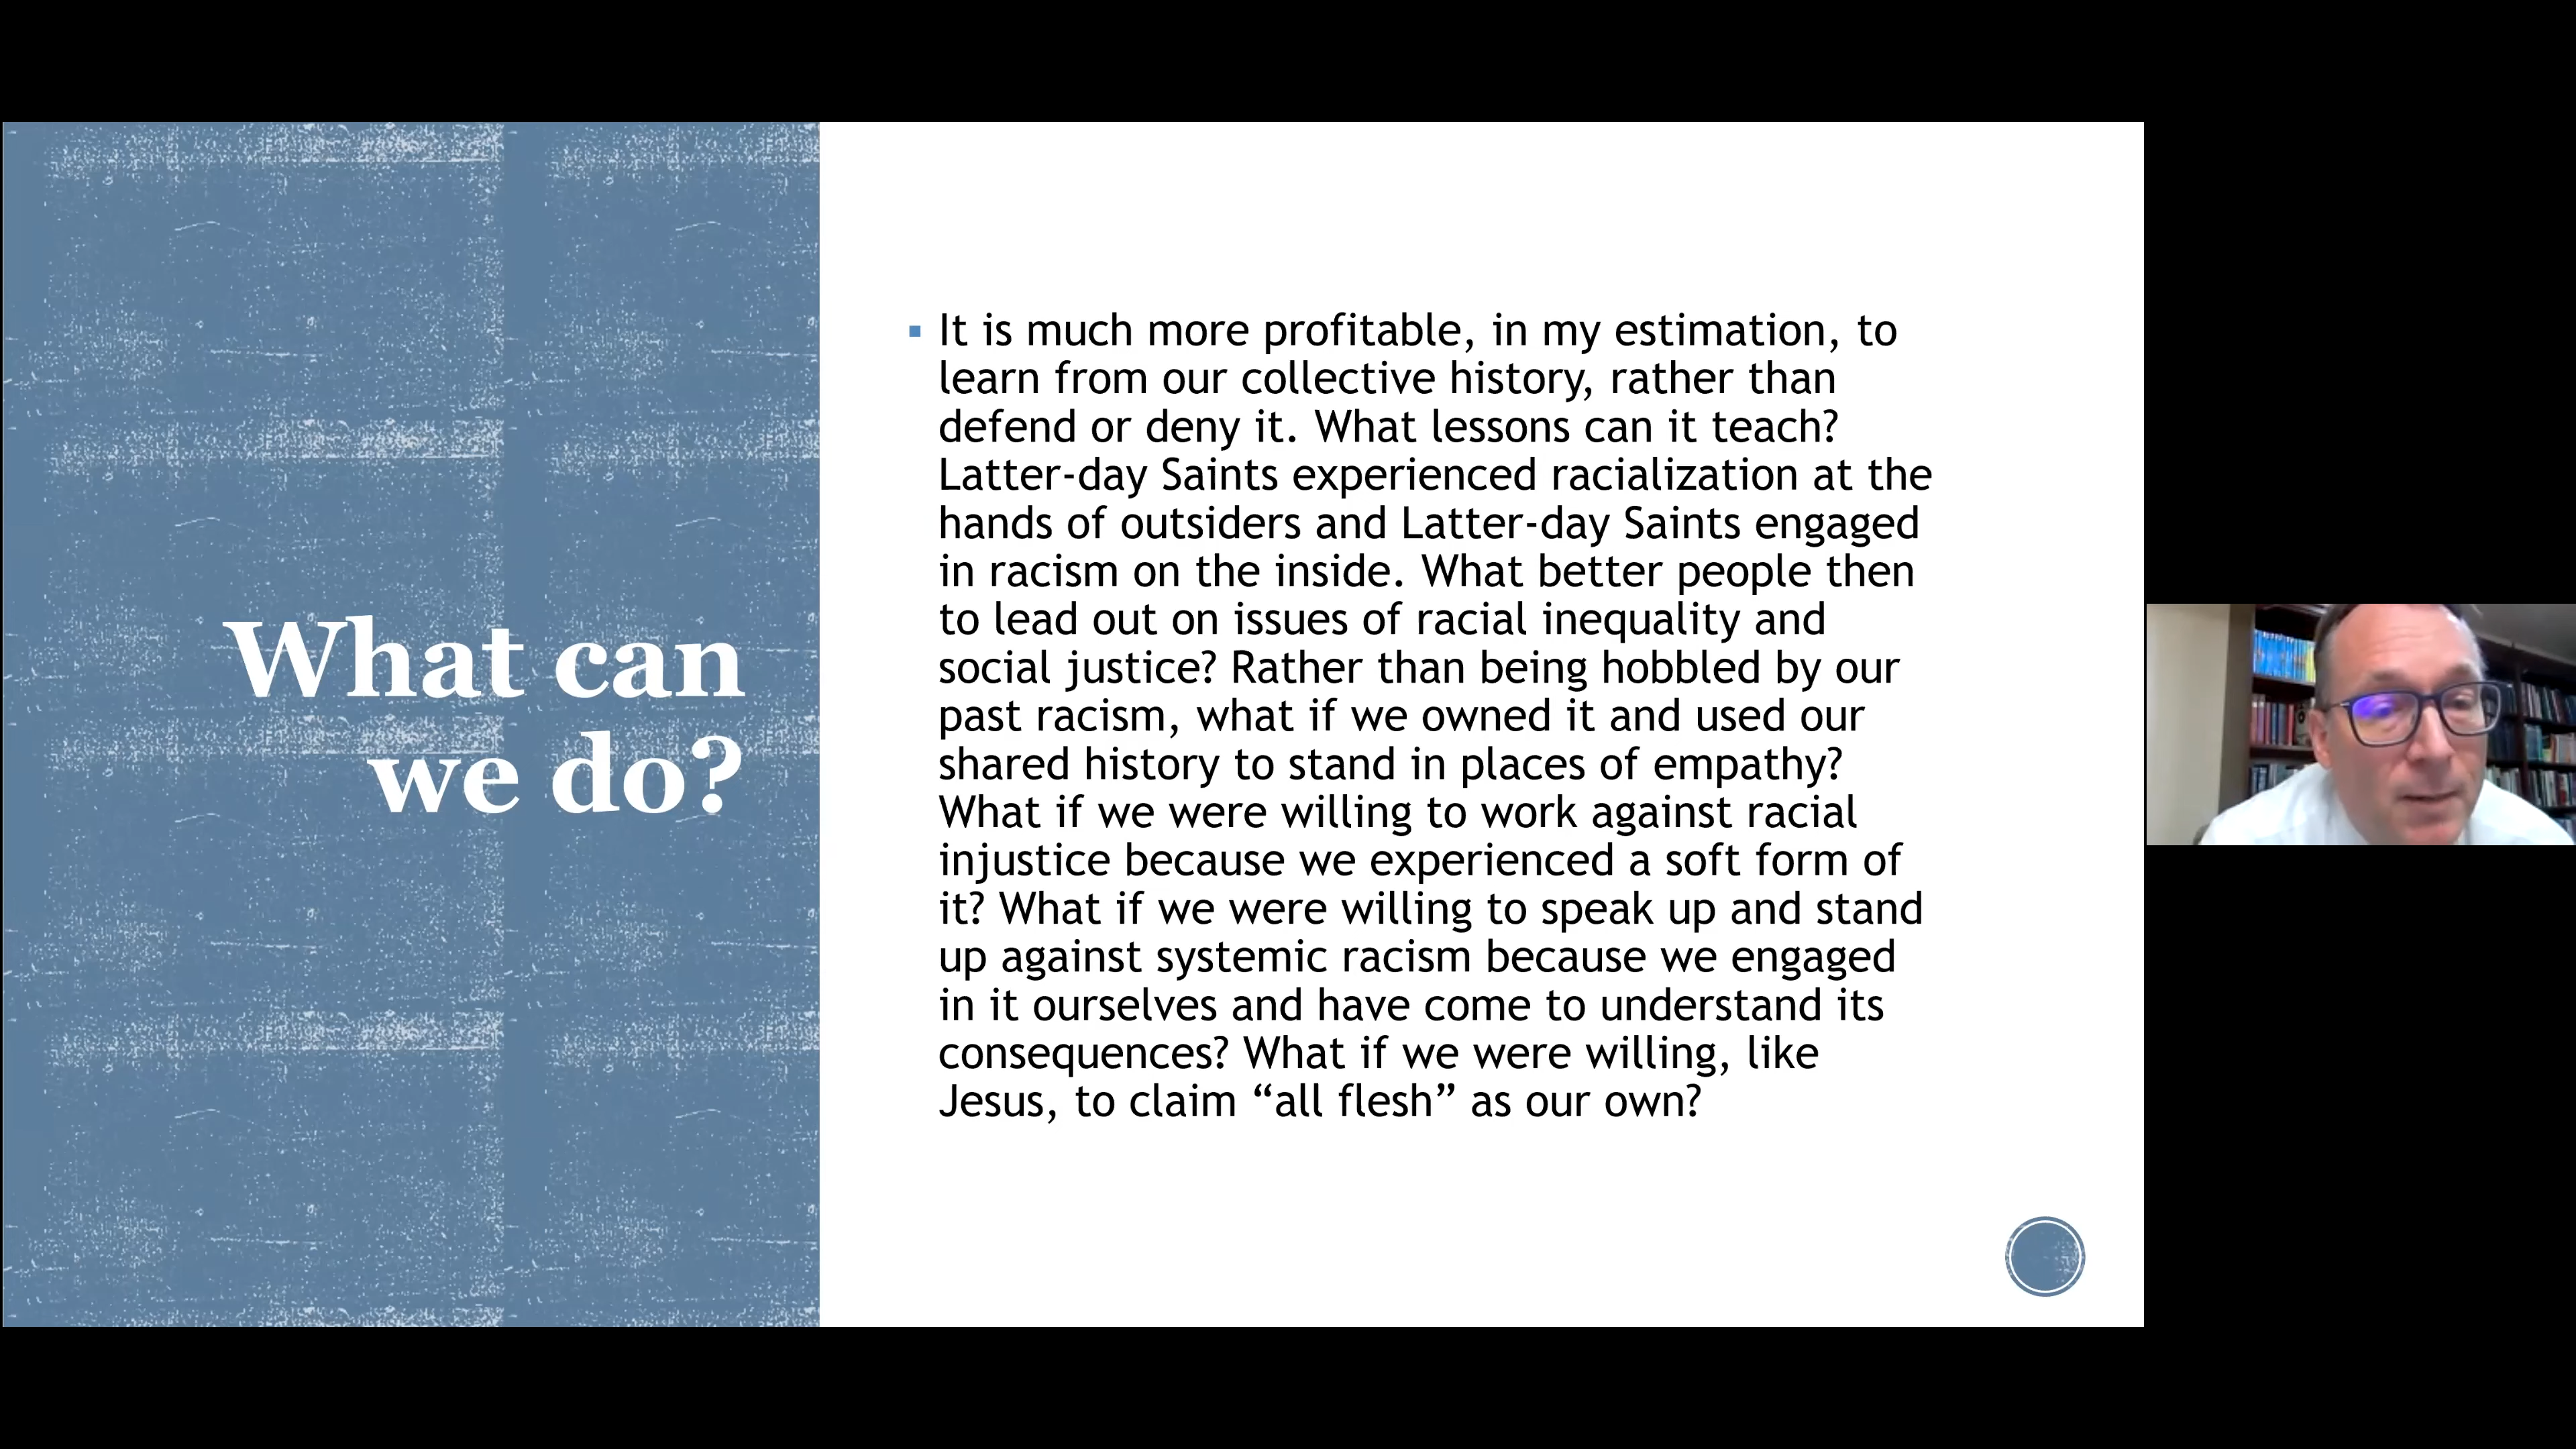 What can
we do?
▪ It is much more profitable, in my estimation, to
learn from our collective history, rather than
defend or deny it. What lessons can it teach?
Latter-day Saints experienced racialization at the
hands of outsiders and Latter-day Saints engaged
in racism on the inside. What better people then
to lead out on issues of racial inequality and
social justice? Rather than being hobbled by our
past racism, what if we owned it and used our
shared history to stand in places of empathy?
What if we were willing to work against racial
injustice because we experienced a soft form of
it? What if we were willing to speak up and stand
up against systemic racism because we engaged
in it ourselves and have come to understand its
consequences? What if we were willing, like
Jesus, to claim “all flesh” as our own?